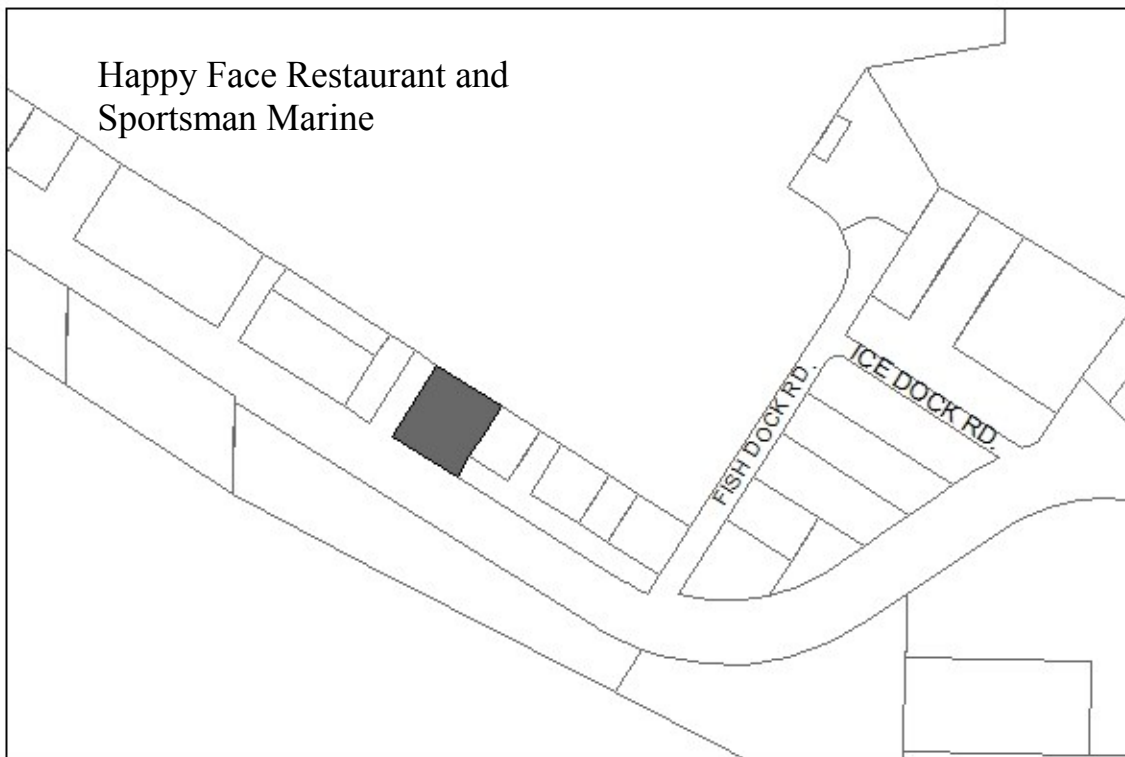 Happy Face Restaurant and
Sportsman Marine
ICE DOCK RD.
FISH DOCK RD.